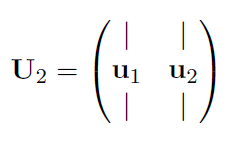 U₂ = ( | |
u₁ u₂
| | )